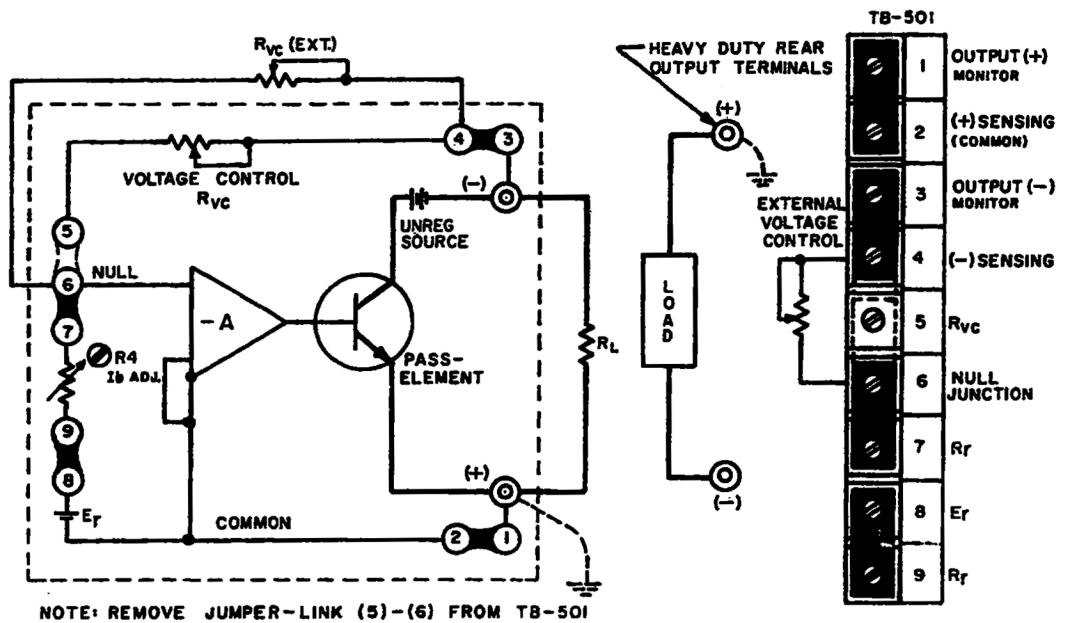 TB-501
RVC (EXT.)
HEAVY DUTY REAR
OUTPUT TERMINALS
1 OUTPUT (+)
MONITOR
(+)
2 (+) SENSING
(COMMON)
4 3
VOLTAGE CONTROL
RVC
(-)
3 OUTPUT (-)
MONITOR
EXTERNAL
VOLTAGE
CONTROL
UNREG
SOURCE
5
4 (-) SENSING
6 NULL
7
-A
LOAD
5 RVC
RL
R4
Ib ADJ.
PASS-
ELEMENT
6 NULL
JUNCTION
9
7 Rr
8
(+)
(-)
Er
COMMON
2 1
8 Er
9 Rr
NOTE: REMOVE JUMPER-LINK (5)-(6) FROM TB-501